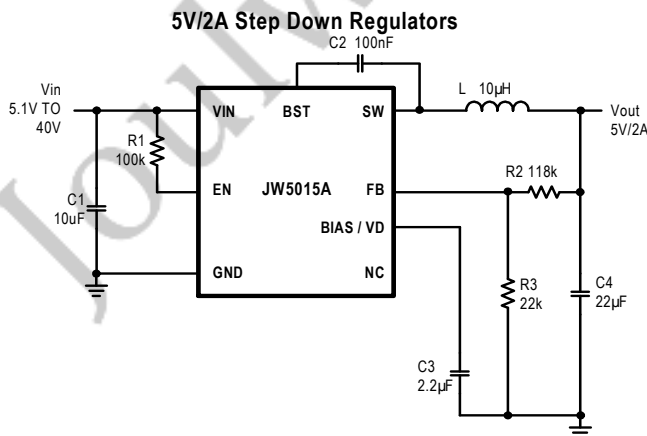 5V/2A Step Down Regulators
C2 100nF
Vin
5.1V TO
40V
VIN
BST
SW
L 10µH
Vout
5V/2A
R1
100k
R2 118k
EN
JW5015A
FB
C1
10uF
BIAS / VD
GND
NC
R3
22k
C4
22µF
C3
2.2µF